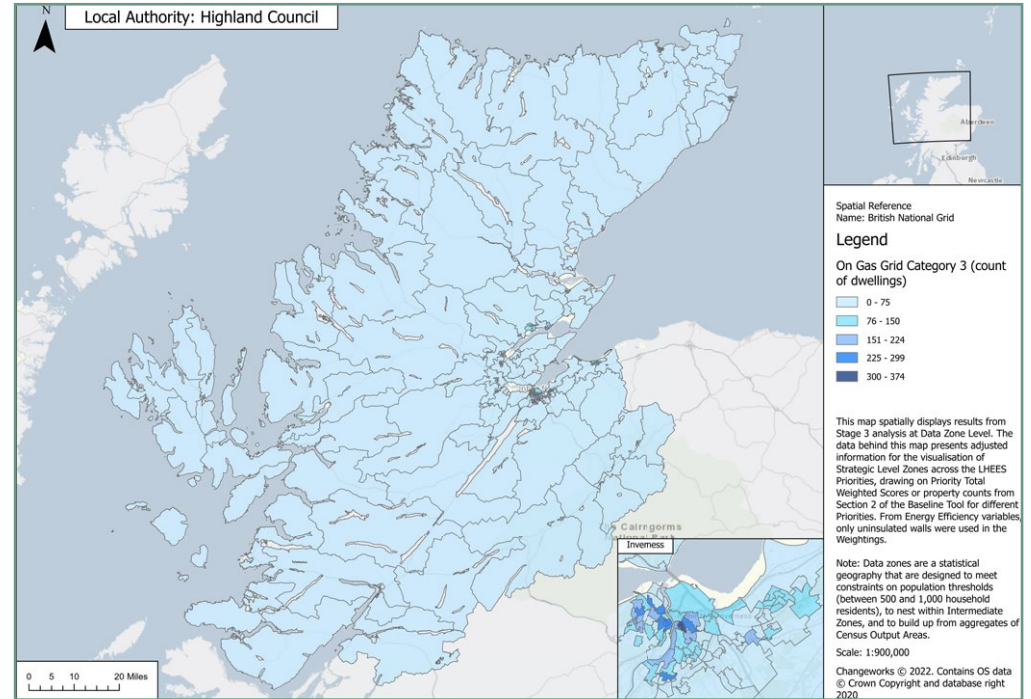 N
Local Authority: Highland Council
Aberdeen
Edinburgh
Newcastle
Spatial Reference
Name: British National Grid
Legend
On Gas Grid Category 3 (count
of dwellings)
0 - 75
76 - 150
151 - 224
225 - 299
300 - 374
This map spatially displays results from
Stage 3 analysis at Data Zone Level. The
data behind this map presents adjusted
information for the visualisation of
Strategic Level Zones across the LHEES
Priorities, drawing on Priority Total
Weighted Scores or property counts from
Section 2 of the Baseline Tool for different
Priorities. From Energy Efficiency variables,
only uninsulated walls were used in the
Weightings.
Note: Data zones are a statistical
geography that are designed to meet
constraints on population thresholds
(between 500 and 1,000 household
residents), to nest within Intermediate
Zones, and to build up from aggregates of
Census Output Areas.
Scale: 1:900,000
Changeworks © 2022. Contains OS data
© Crown Copyright and database right
2020
Cairngorms
Inverness
0 5 10 20 Miles